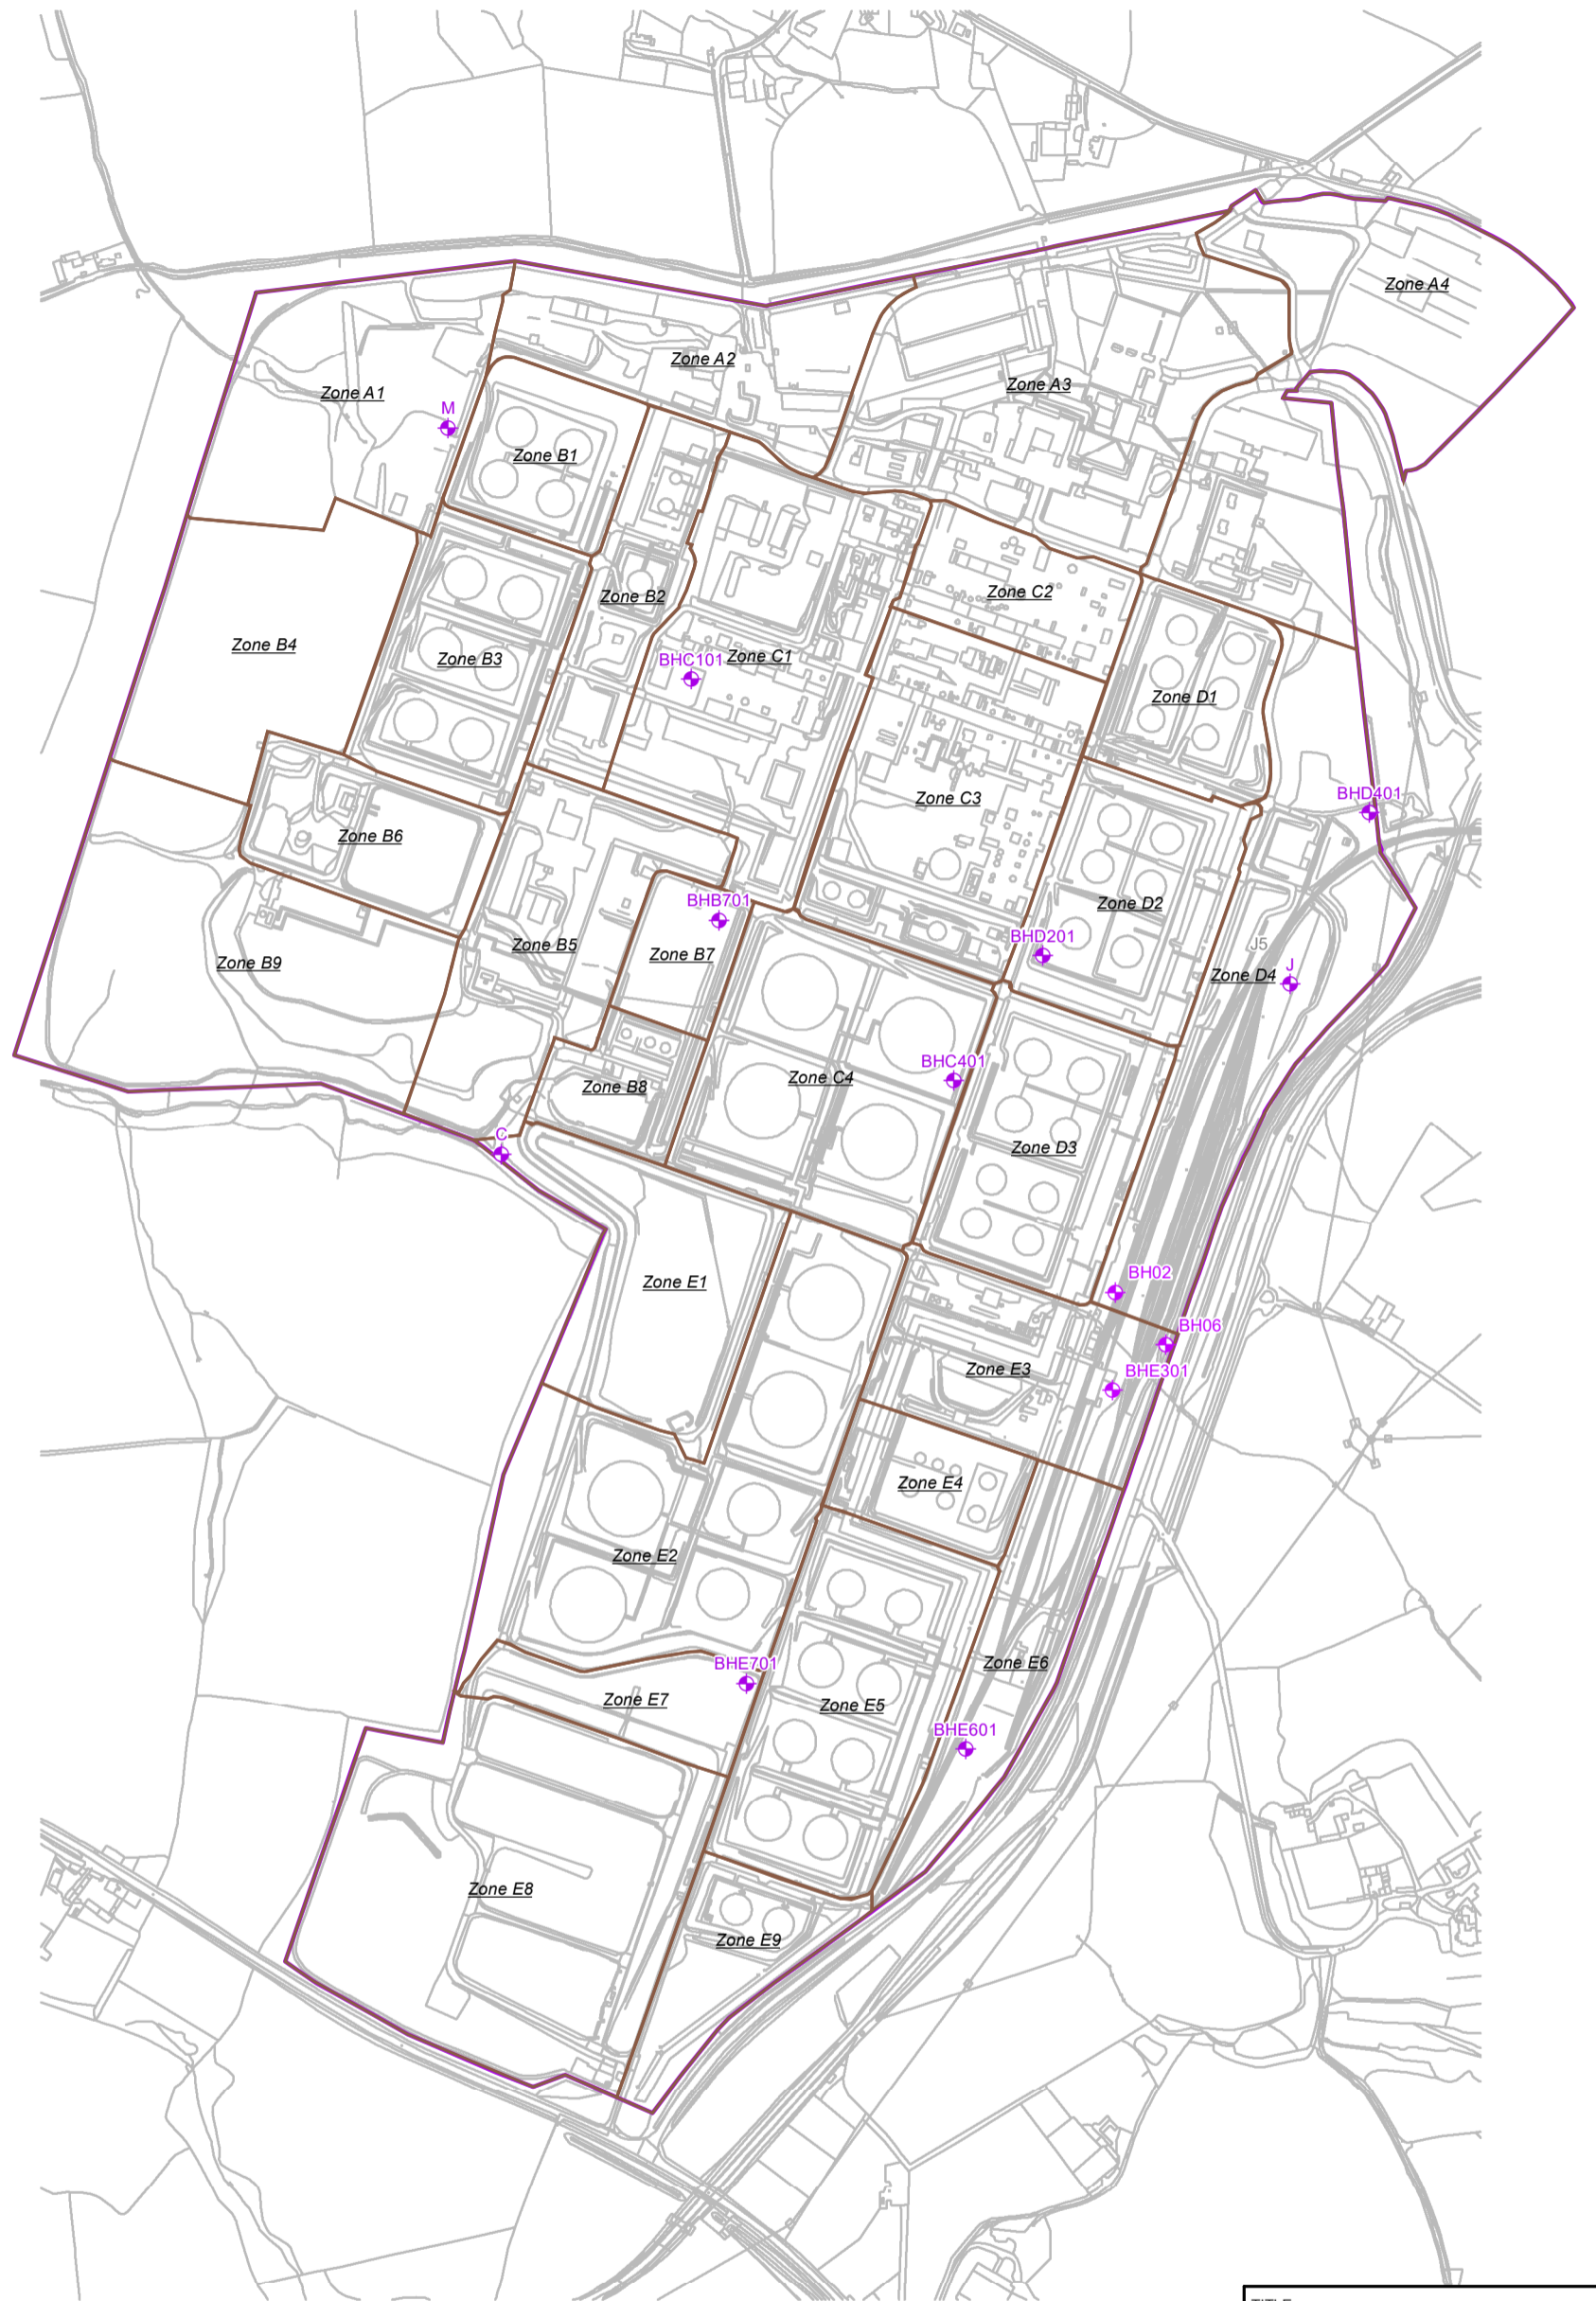 Zone A4
Zone A2
Zone A3
Zone A1
M
Zone B1
Zone C2
Zone B2
Zone B4
Zone B3
BHC101
Zone C1
Zone D1
BHD401
Zone C3
Zone B6
BHB701
Zone D2
BHD201
Zone B5
Zone B7
J5
Zone B9
J
Zone D4
BHC401
Zone B8
Zone C4
C
Zone D3
BH02
Zone E1
BH06
Zone E3
BHE301
Zone E4
Zone E2
BHE701
Zone E6
Zone E7
Zone E5
BHE601
Zone E8
Zone E9